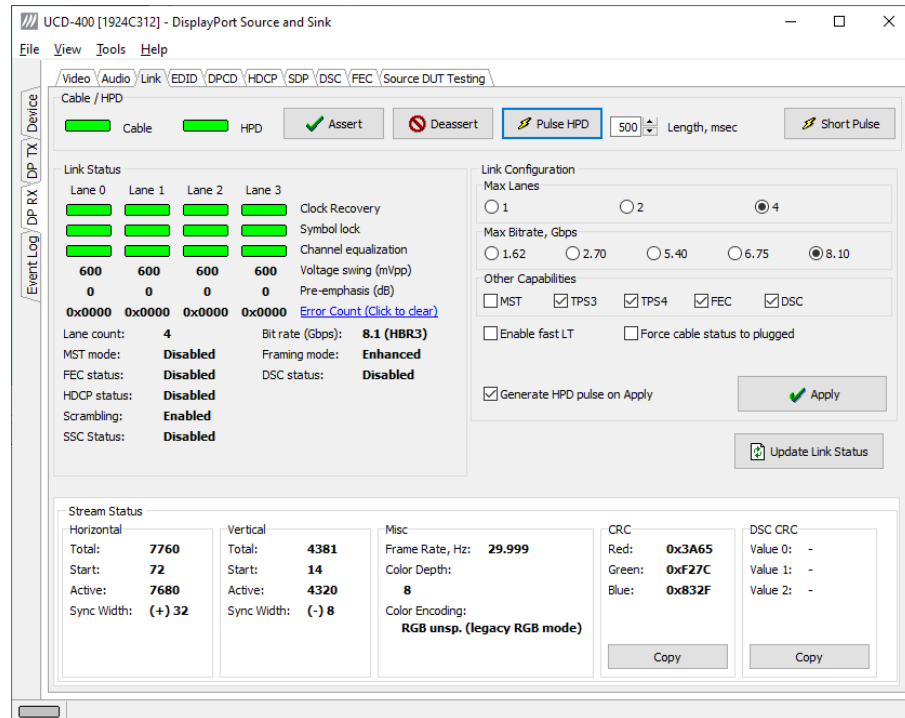 UCD-400 [1924C312] - DisplayPort Source and Sink
File View Tools Help
Video Audio Link EDID DPCD HDCP SDP DSC FEC Source DUT Testing
Device
DP TX
DP RX
Event Log
Cable / HPD
Cable HPD Assert Deassert Pulse HPD 500 Length, msec Short Pulse
Link Status
Lane 0 Lane 1 Lane 2 Lane 3
Clock Recovery
Symbol lock
Channel equalization
600 600 600 600 Voltage swing (mVpp)
0 0 0 0 Pre-emphasis (dB)
0x0000 0x0000 0x0000 0x0000 Error Count (Click to clear)
Lane count: 4 Bit rate (Gbps): 8.1 (HBR3)
MST mode: Disabled Framing mode: Enhanced
FEC status: Disabled DSC status: Disabled
HDCP status: Disabled
Scrambling: Enabled
SSC Status: Disabled
Link Configuration
Max Lanes
1 2 4
Max Bitrate, Gbps
1.62 2.70 5.40 6.75 8.10
Other Capabilities
MST TPS3 TPS4 FEC DSC
Enable fast LT Force cable status to plugged
Generate HPD pulse on Apply Apply
Update Link Status
Stream Status
Horizontal
Total: 7760
Start: 72
Active: 7680
Sync Width: (+) 32
Vertical
Total: 4381
Start: 14
Active: 4320
Sync Width: (-) 8
Misc
Frame Rate, Hz: 29.999
Color Depth:
8
Color Encoding:
RGB unsp. (legacy RGB mode)
CRC
Red: 0x3A65
Green: 0xF27C
Blue: 0x832F
Copy
DSC CRC
Value 0: -
Value 1: -
Value 2: -
Copy